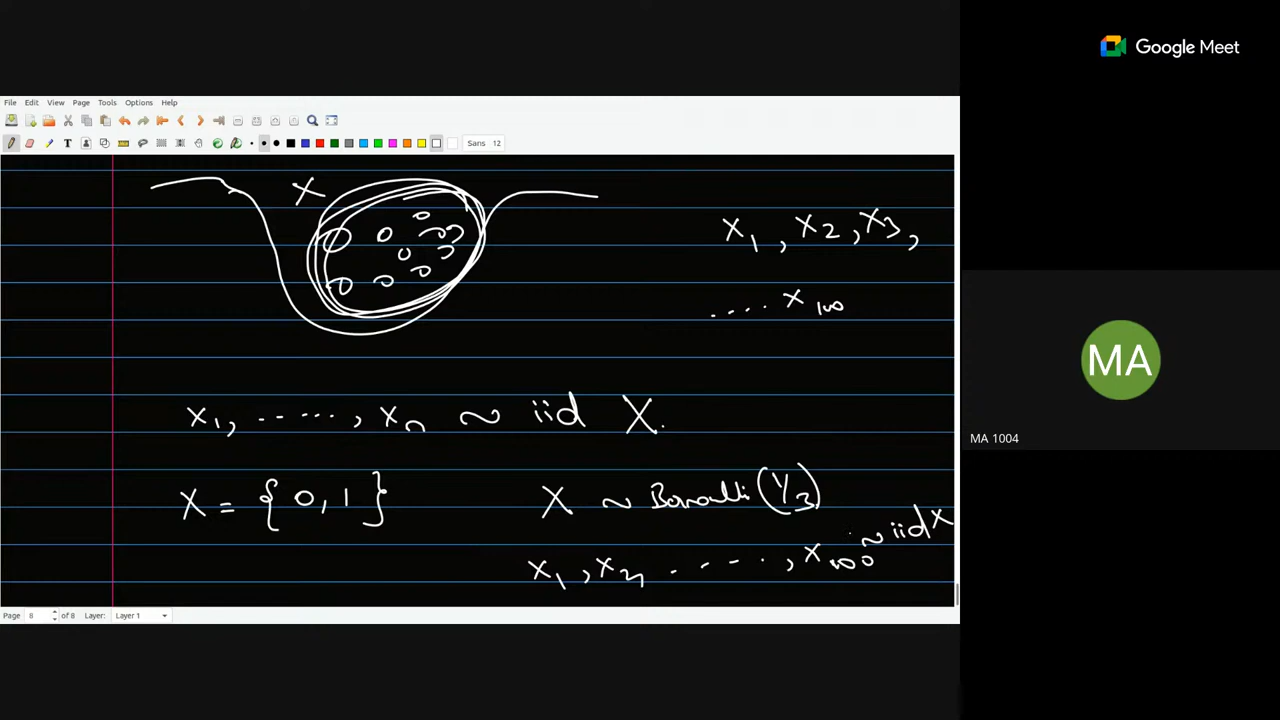 Google Meet
File Edit View Page Tools Options Help
Sans 12
X
X1, X2, X3,
..... X100
X1, ......, Xn ~ iid X.
X = {0, 1} X ~ (1/3)
X1, X2, ......, X100 ~ iid X
MA
MA 1004
Page 8 of 8 Layer: Layer 1